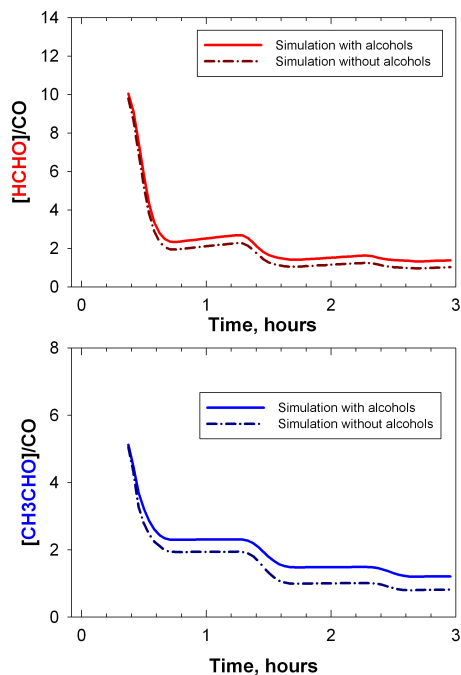 14
12
10
8
6
4
2
0
[HCHO]/CO
Simulation with alcohols
Simulation without alcohols
0
1
2
3
Time, hours
8
6
4
2
0
[CH3CHO]/CO
Simulation with alcohols
Simulation without alcohols
0
1
2
3
Time, hours